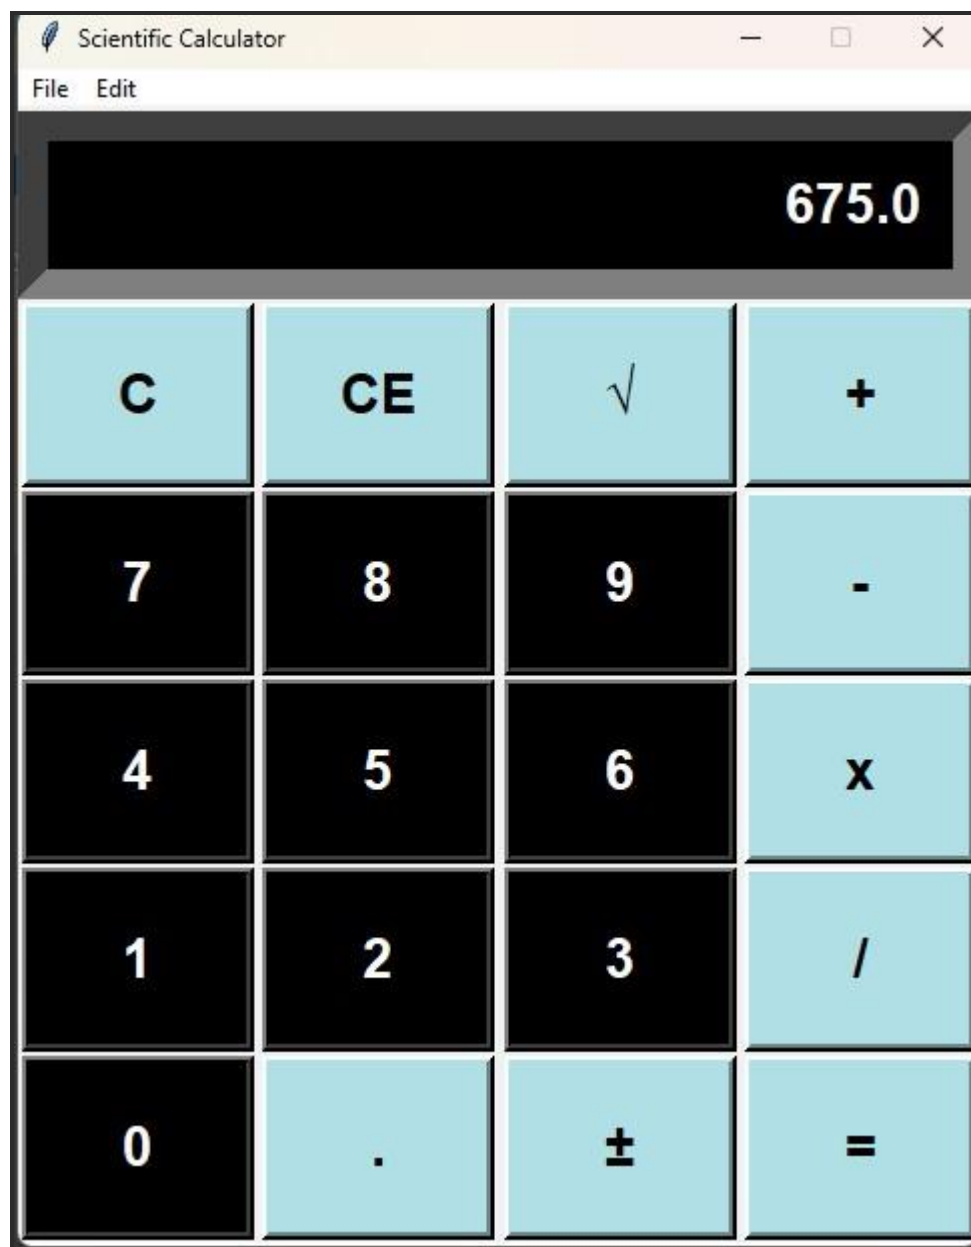 Scientific Calculator
File Edit
675.0
C CE √ +
7 8 9 -
4 5 6 x
1 2 3 /
0 . ± =